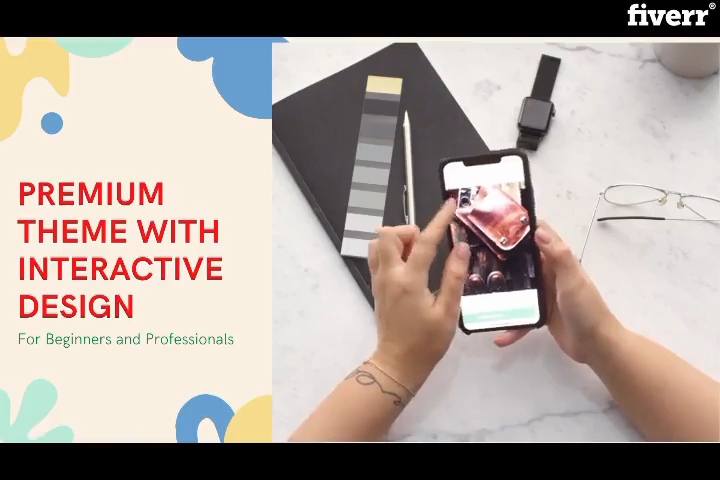 fiverr®
PREMIUM
THEME WITH
INTERACTIVE
DESIGN
For Beginners and Professionals